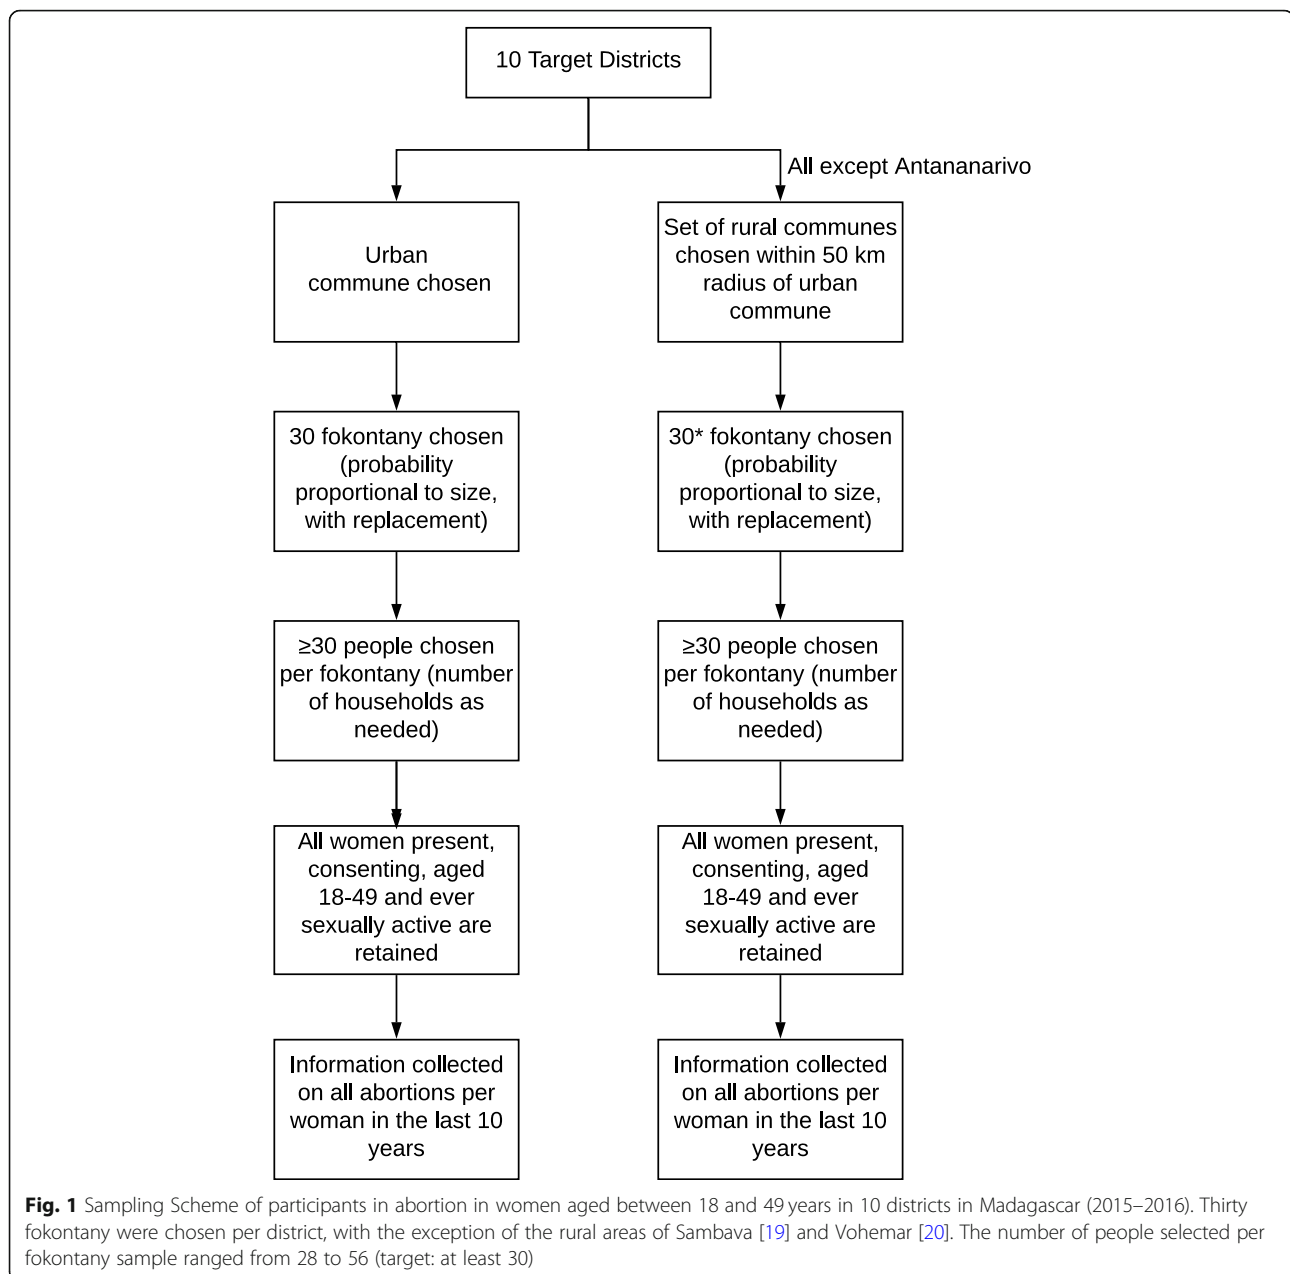 10 Target Districts
All except Antananarivo
Urban
commune chosen
Set of rural communes
chosen within 50 km
radius of urban
commune
30 fokontany chosen
(probability
proportional to size,
with replacement)
30* fokontany chosen
(probability
proportional to size,
with replacement)
≥30 people chosen
per fokontany (number
of households as
needed)
≥30 people chosen
per fokontany (number
of households as
needed)
All women present,
consenting, aged
18-49 and ever
sexually active are
retained
All women present,
consenting, aged
18-49 and ever
sexually active are
retained
Information collected
on all abortions per
woman in the last 10
years
Information collected
on all abortions per
woman in the last 10
years
Fig. 1 Sampling Scheme of participants in abortion in women aged between 18 and 49 years in 10 districts in Madagascar (2015–2016). Thirty
fokontany were chosen per district, with the exception of the rural areas of Sambava [19] and Vohemar [20]. The number of people selected per
fokontany sample ranged from 28 to 56 (target: at least 30)